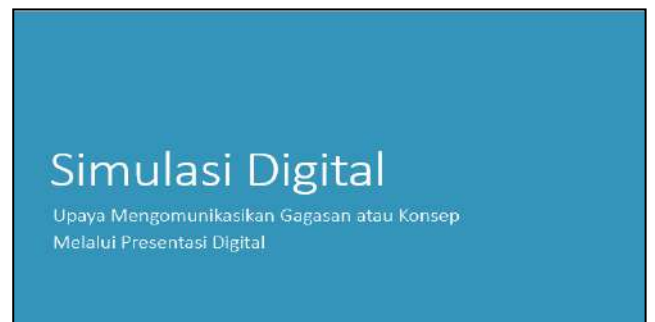 Simulasi Digital
Upaya Mengomunikasikan Gagasan atau Konsep
Melalui Presentasi Digital